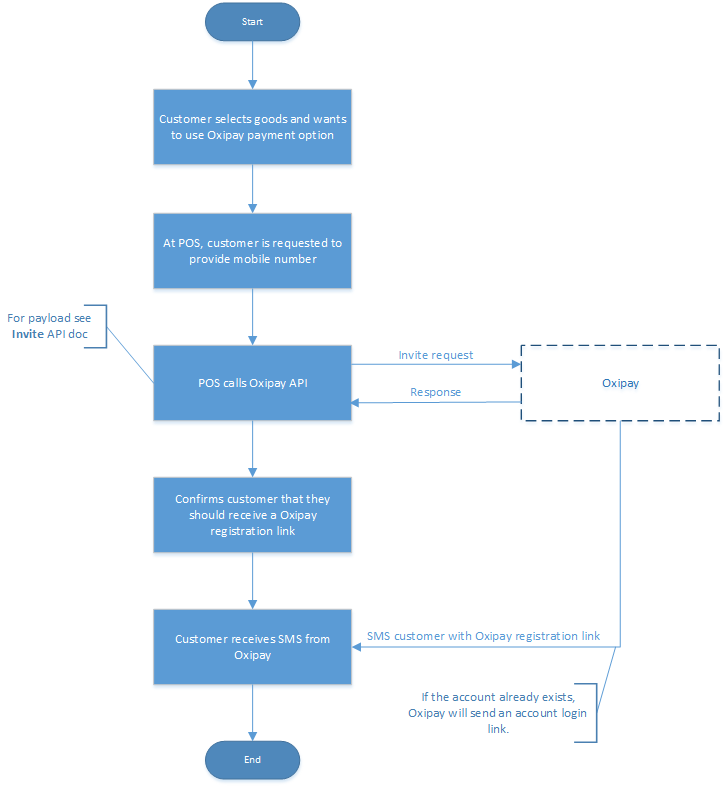 Start
Customer selects goods and wants
to use Oxipay payment option
At POS, customer is requested to
provide mobile number
For payload see
Invite API doc
POS calls Oxipay API
Invite request
Response
Oxipay
Confirms customer that they
should receive a Oxipay
registration link
Customer receives SMS from
Oxipay
SMS customer with Oxipay registration link
If the account already exists,
Oxipay will send an account login
link.
End